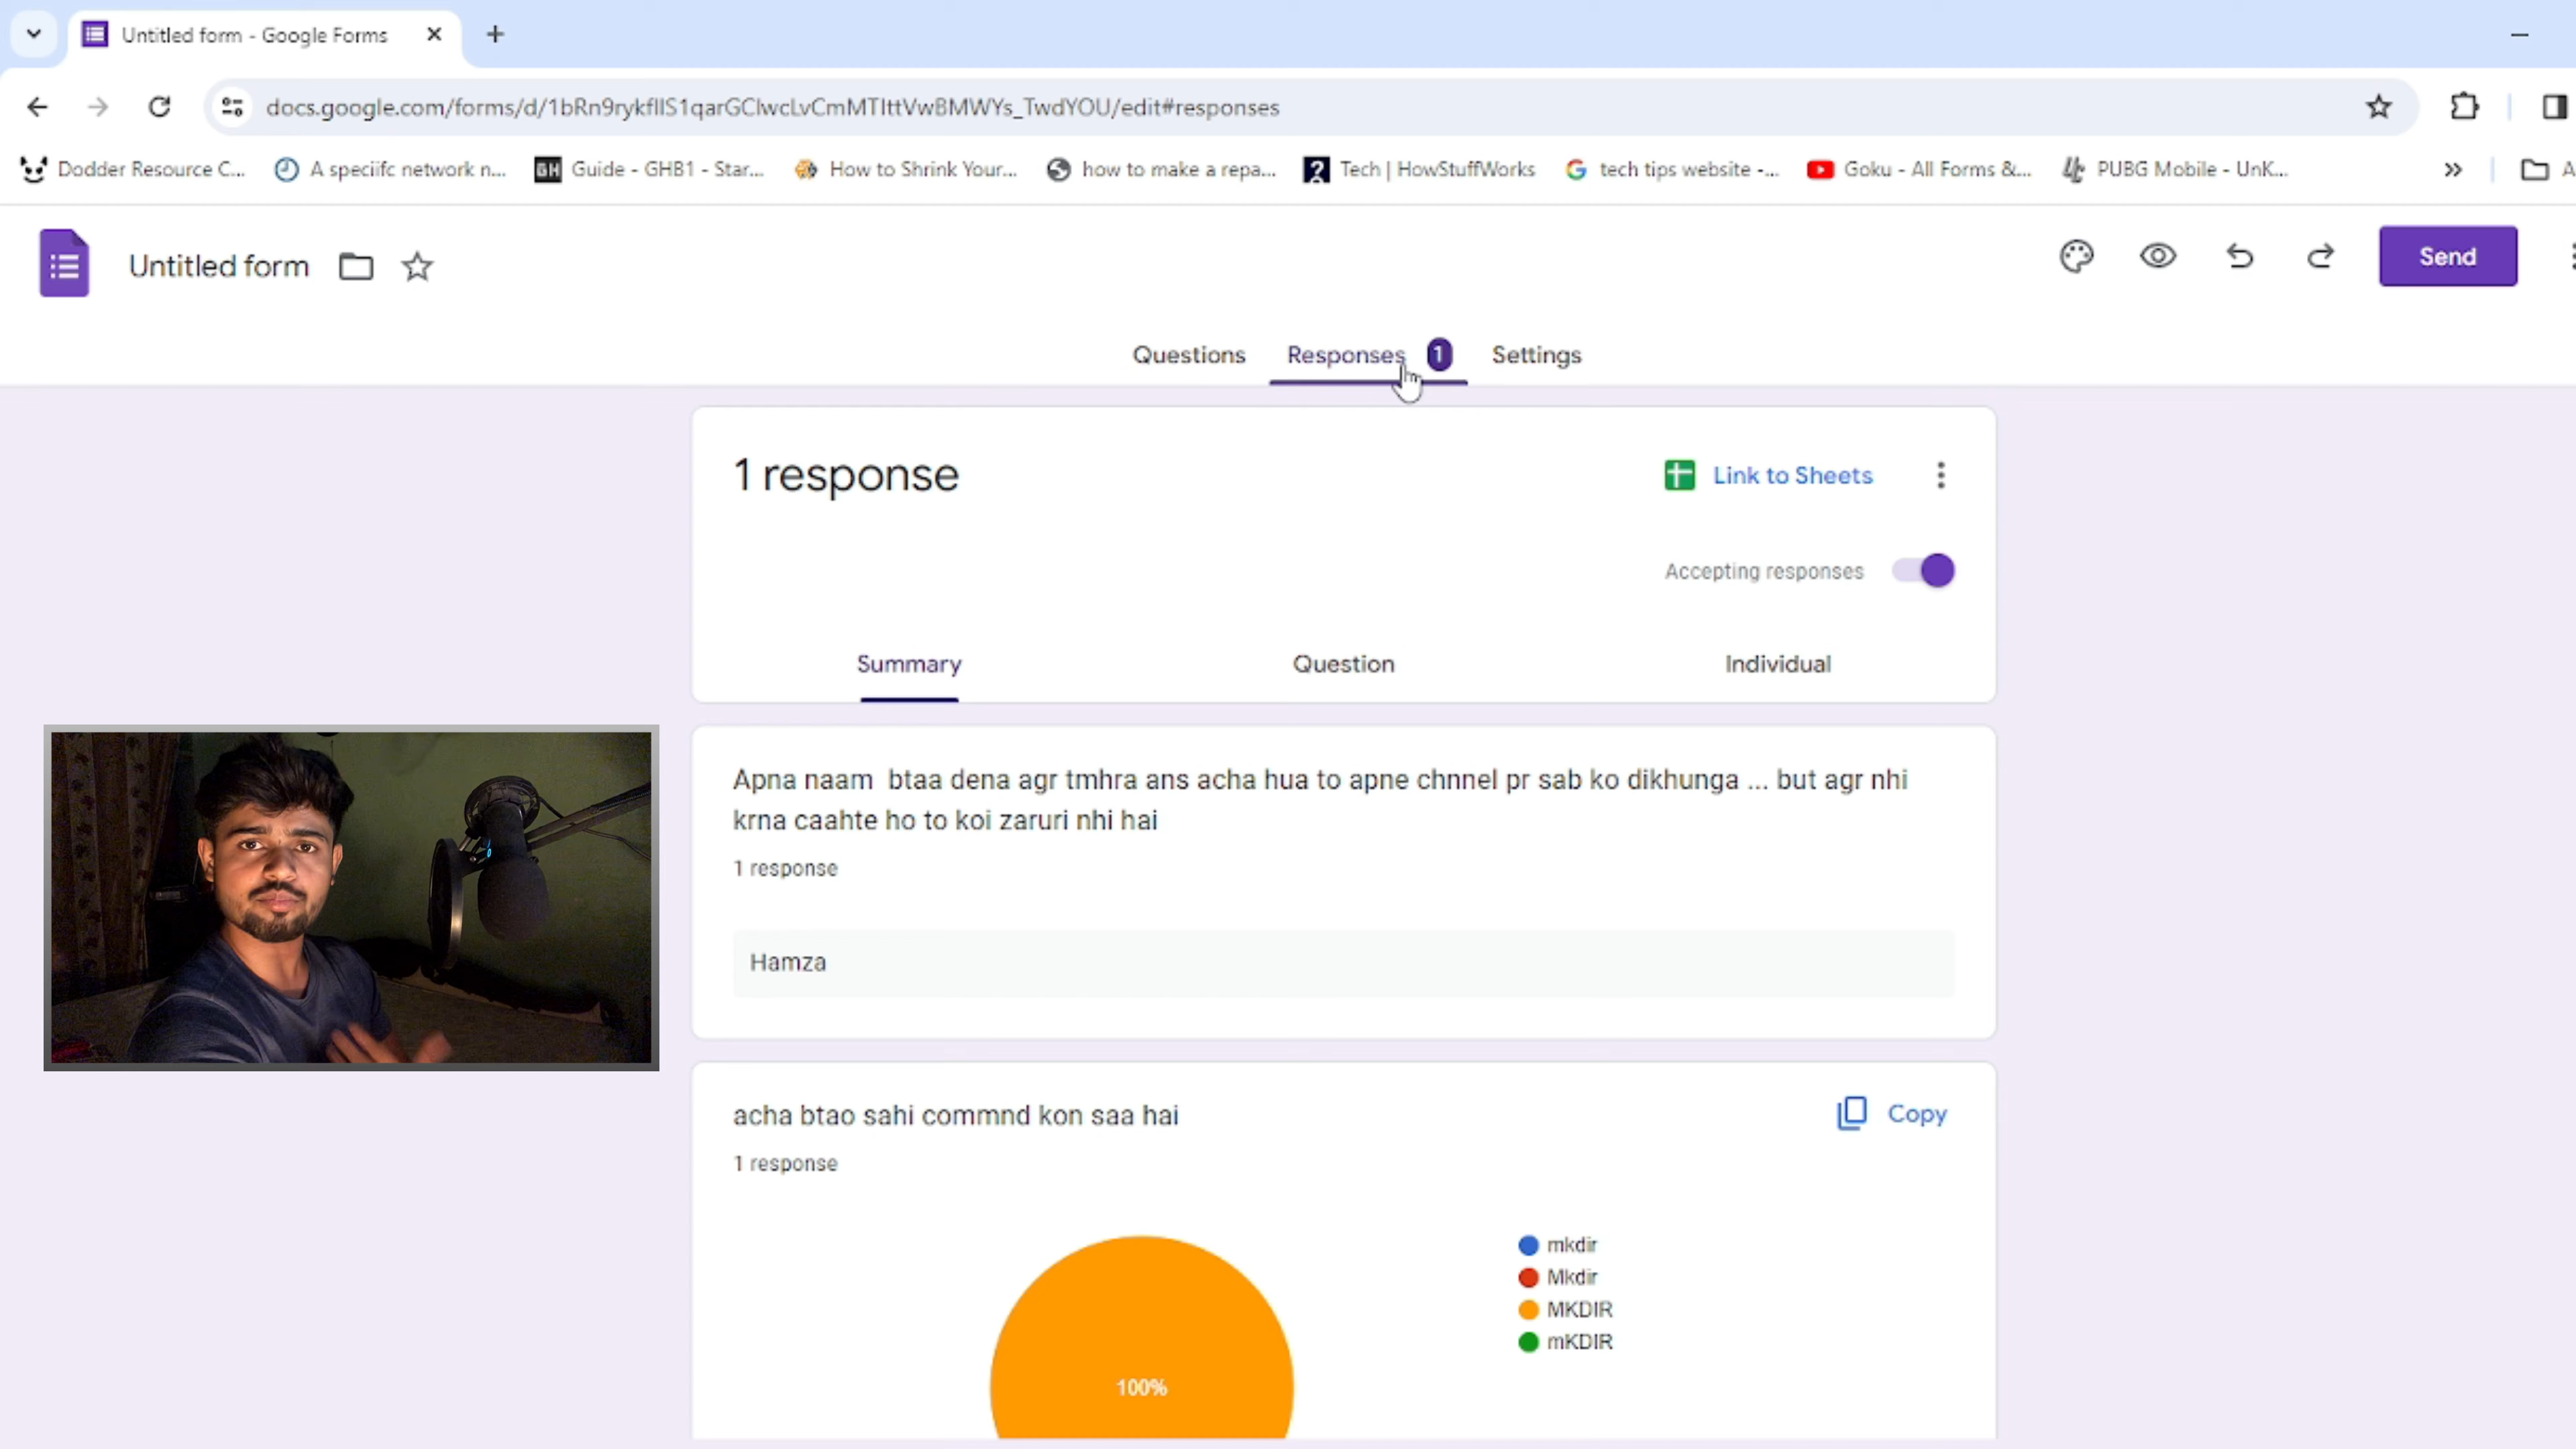 Untitled form - Google Forms
docs.google.com/forms/d/1bRn9rykfIlS1qarGClwcLvCmMTIttVwBMWYs_TwdYOU/edit#responses
Dodder Resource C... A speciifc network n... GH Guide - GHB1 - Star... How to Shrink Your... how to make a repa... Tech | HowStuffWorks tech tips website -... Goku - All Forms &... PUBG Mobile - UnK... A
Untitled form Send
Questions Responses 1 Settings
1 response Link to Sheets
Accepting responses
Summary Question Individual
Apna naam btaa dena agr tmhra ans acha hua to apne chnnel pr sab ko dikhunga ... but agr nhi
krna caahte ho to koi zaruri nhi hai
1 response
Hamza
acha btao sahi commnd kon saa hai Copy
1 response
mkdir
Mkdir
MKDIR
mKDIR
100%